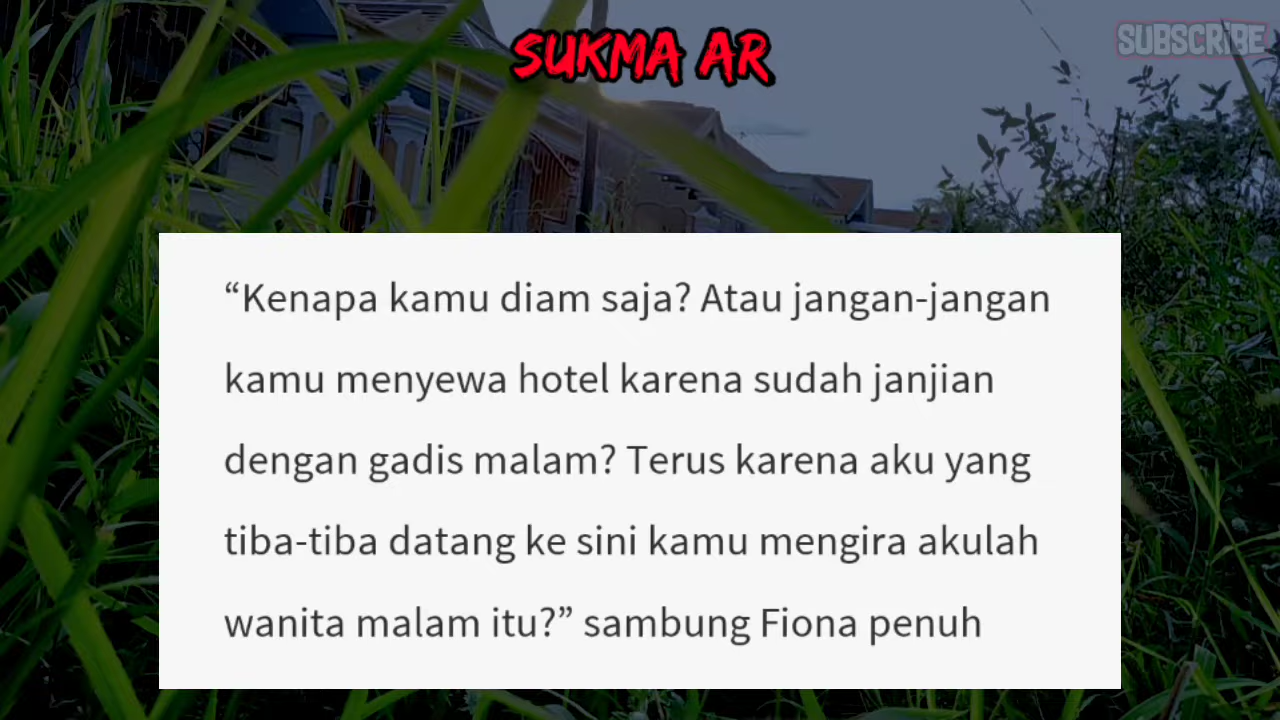 SUKMA AR
SUBSCRIBE
“Kenapa kamu diam saja? Atau jangan-jangan
kamu menyewa hotel karena sudah janjian
dengan gadis malam? Terus karena aku yang
tiba-tiba datang ke sini kamu mengira akulah
wanita malam itu?” sambung Fiona penuh